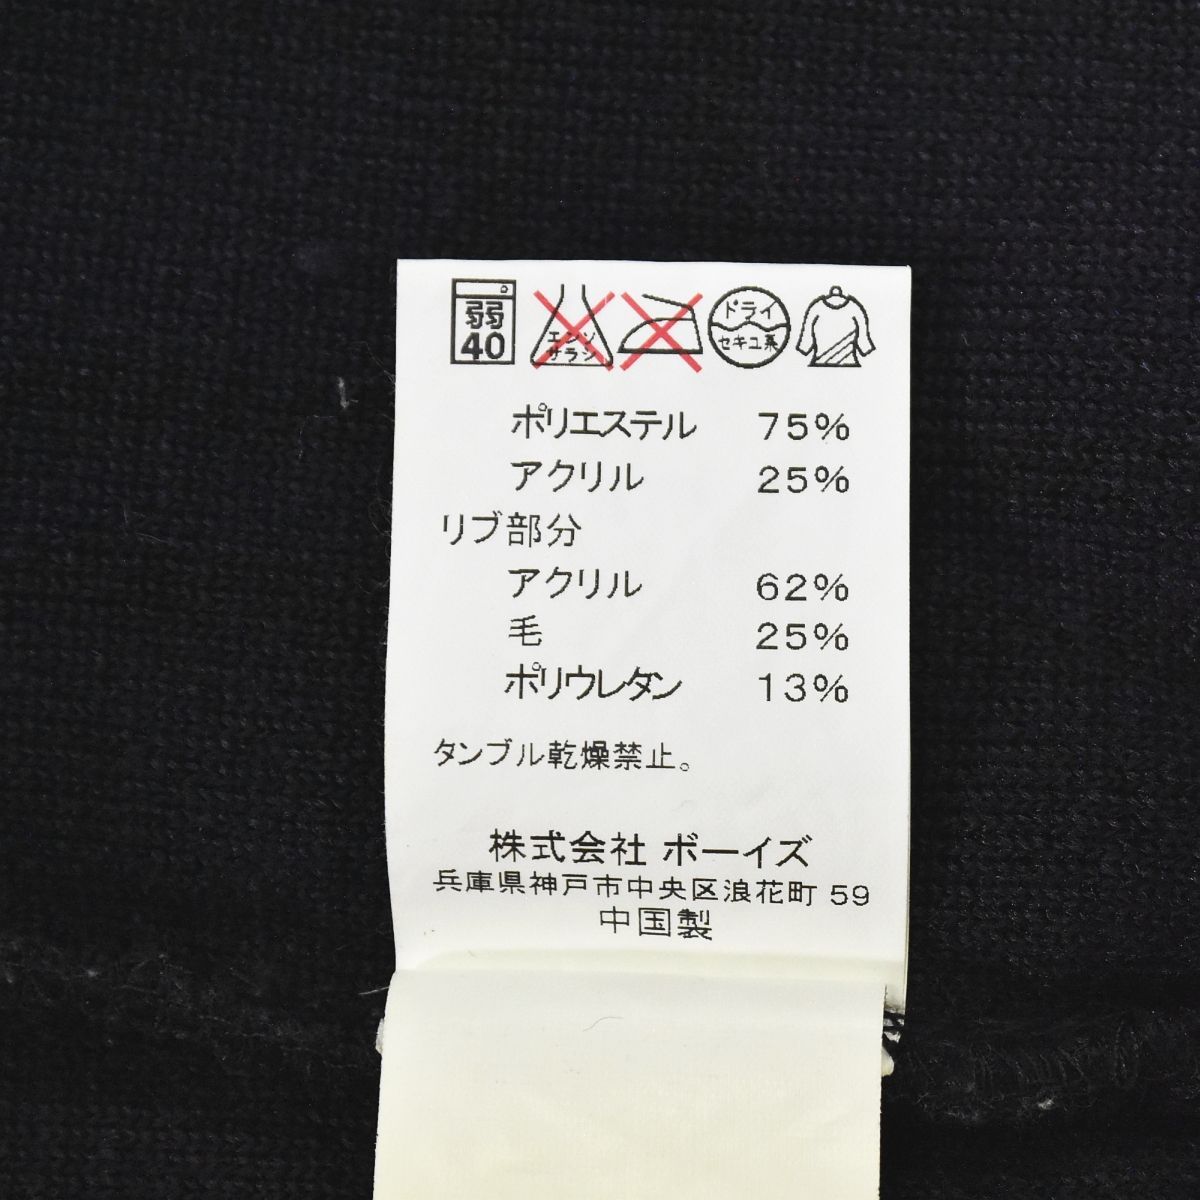 弱
40
エンソ
サラシ
ドライ
セキユ系
ポリエステル 75%
アクリル 25%
リブ部分
アクリル 62%
毛 25%
ポリウレタン 13%
タンブル乾燥禁止。
株式会社 ボーイズ
兵庫県神戸市中央区浪花町 59
中国製